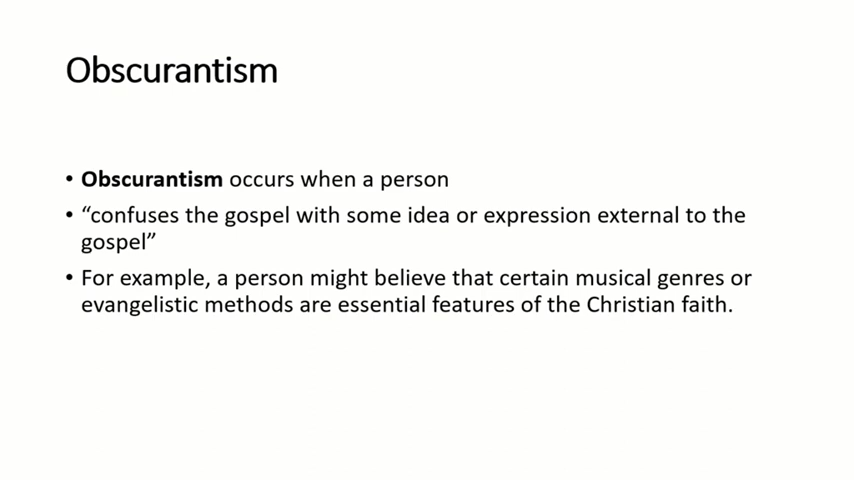 Obscurantism
• Obscurantism occurs when a person
• “confuses the gospel with some idea or expression external to the
gospel”
• For example, a person might believe that certain musical genres or
evangelistic methods are essential features of the Christian faith.